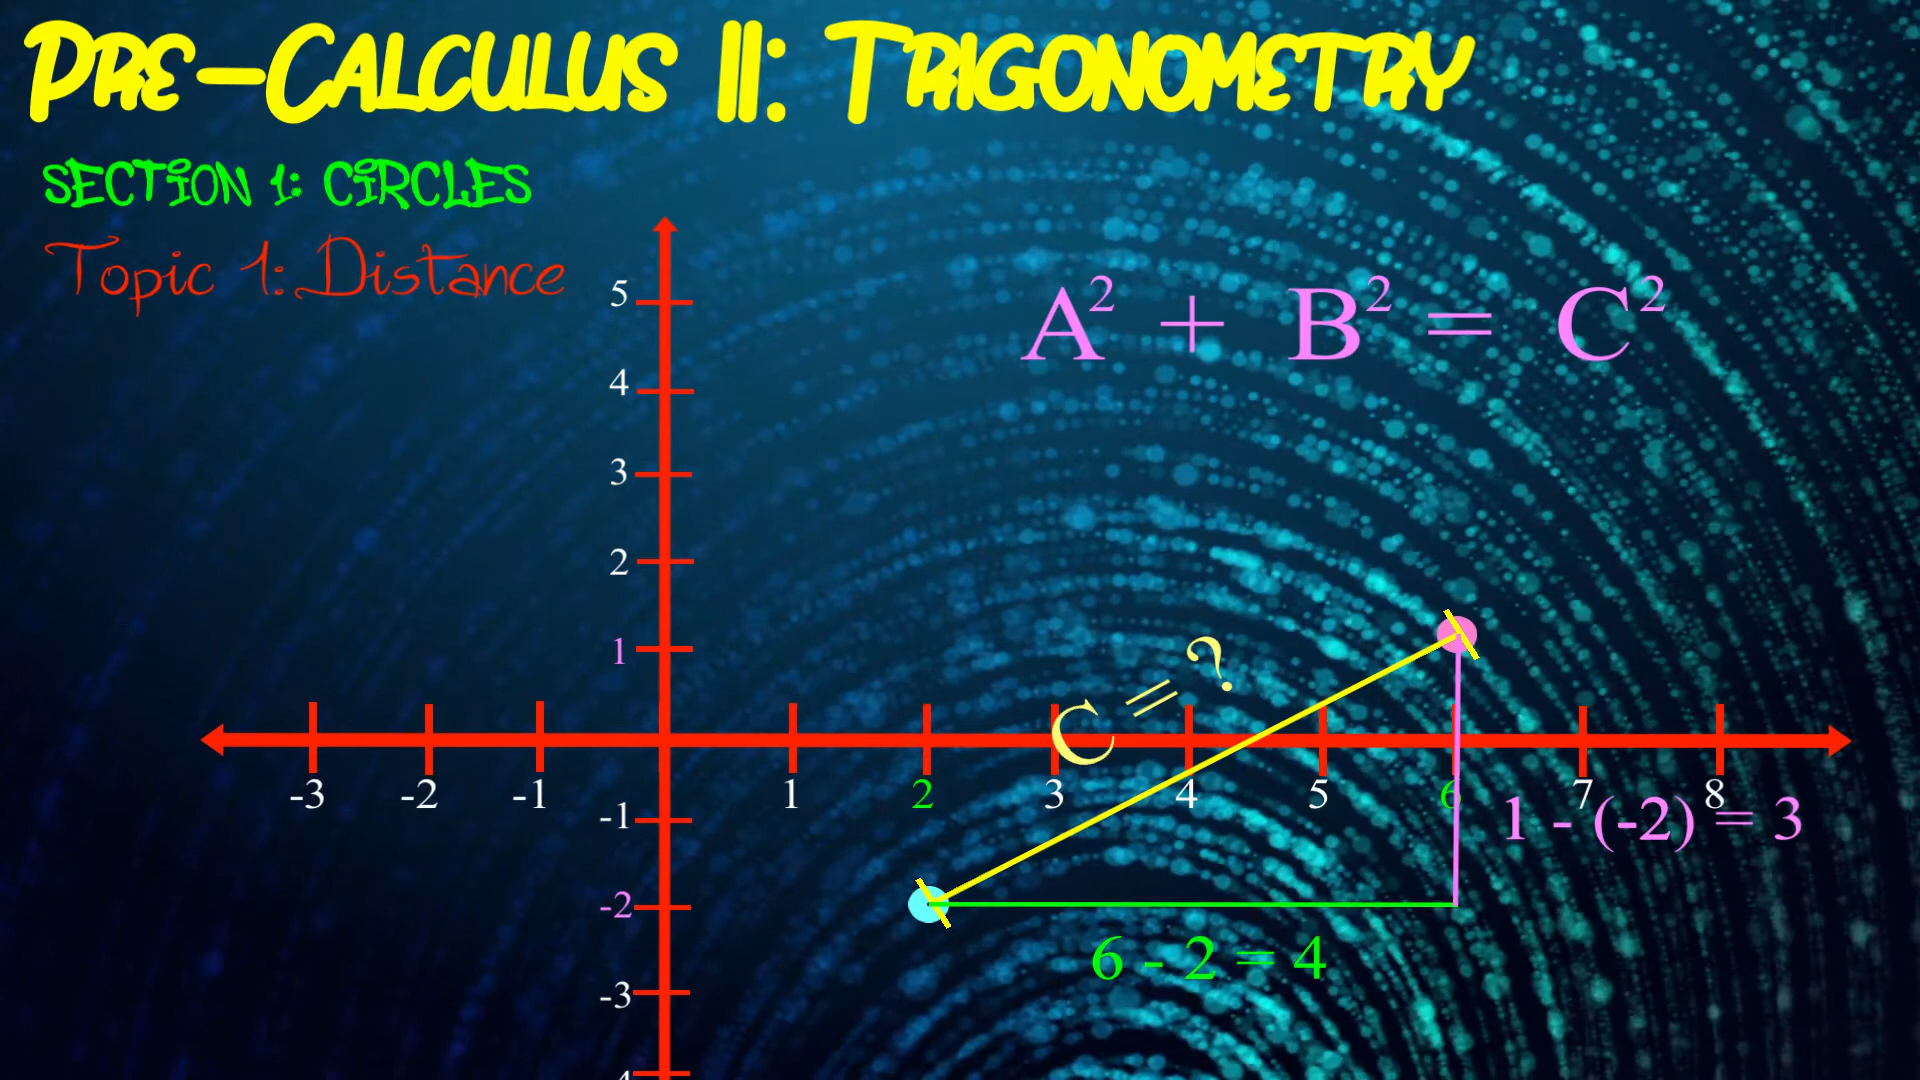 Pre-Calculus II: Trigonometry
SECTION 1: CIRCLES
Topic 1: Distance
A² + B² = C²
5
4
3
2
1
C = ?
-3 -2 -1 1 2 3 4 5 6 7 8
-1
1 - (-2) = 3
-2
6 - 2 = 4
-3